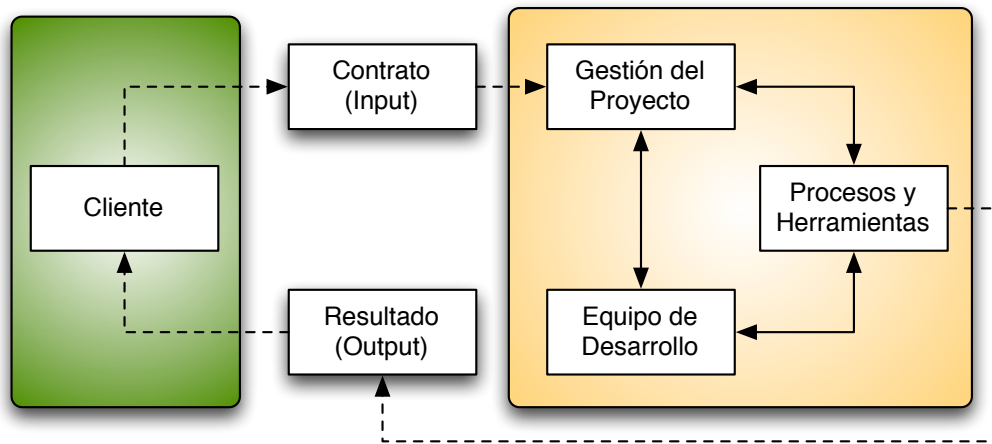 Contrato
(Input)
Gestión del
Proyecto
Cliente
Procesos y
Herramientas
Resultado
(Output)
Equipo de
Desarrollo